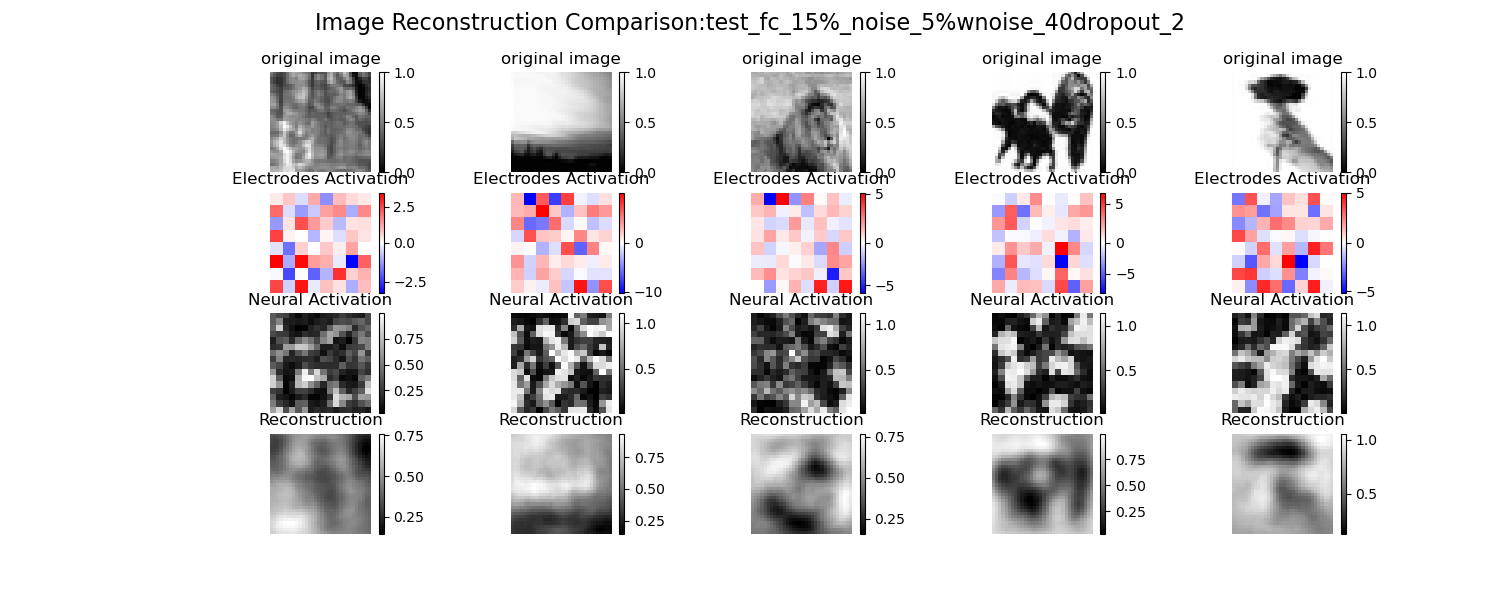 Image Reconstruction Comparison:test_fc_15%_noise_5%wnoise_40dropout_2
original image original image original image original image original image
1.0 1.0 1.0 1.0 1.0
0.5 0.5 0.5 0.5 0.5
0.0 0.0 0.0 0.0 0.0
Electrodes Activation Electrodes Activation Electrodes Activation Electrodes Activation Electrodes Activation
2.5 0 5 5 5
0.0 −10 0 0 0
−2.5 −5 −5 −5
Neural Activation Neural Activation Neural Activation Neural Activation Neural Activation
0.75 1.0 1.0 1.0 1.0
0.50 0.5 0.5 0.5 0.5
0.25
Reconstruction Reconstruction Reconstruction Reconstruction Reconstruction
0.75 0.75 0.75 0.75 1.0
0.50 0.50 0.50 0.50 0.5
0.25 0.25 0.25 0.25